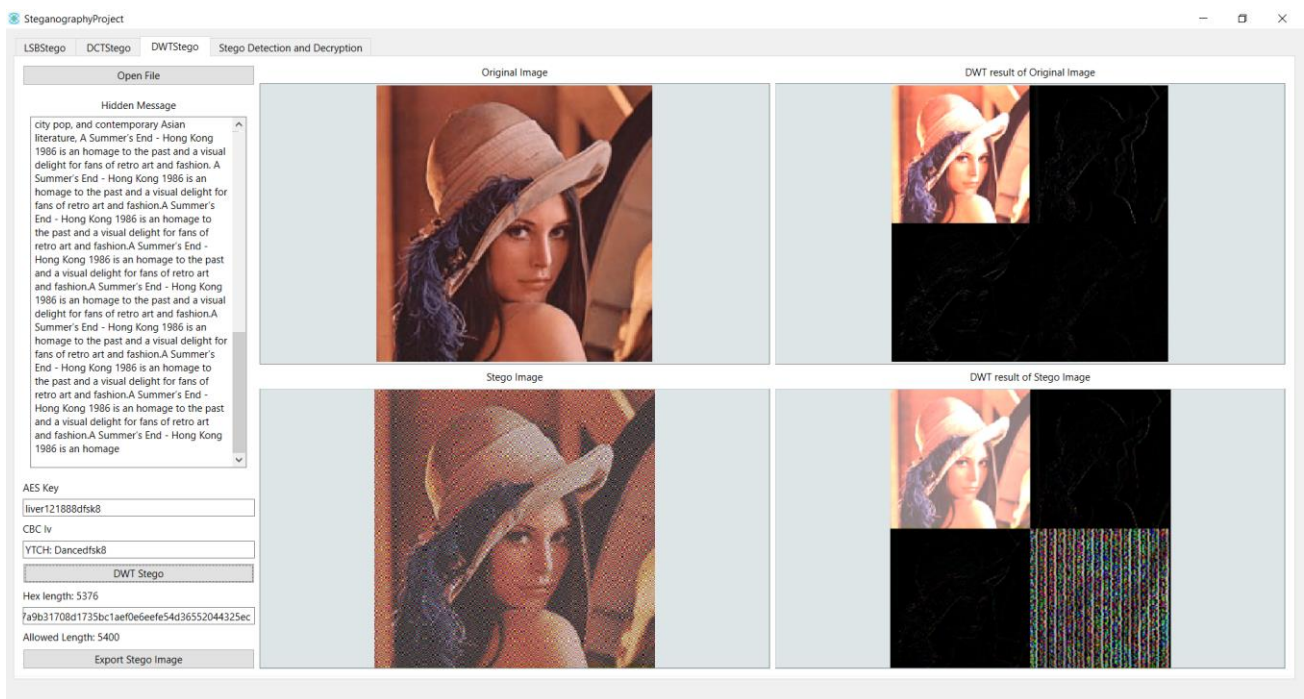 SteganographyProject
LSBStego DCTStego DWTStego Stego Detection and Decryption
Open File
Hidden Message
city pop, and contemporary Asian
literature, A Summer's End - Hong Kong
1986 is an homage to the past and a visual
delight for fans of retro art and fashion. A
Summer's End - Hong Kong 1986 is an
homage to the past and a visual delight for
fans of retro art and fashion.A Summer's
End - Hong Kong 1986 is an homage to
the past and a visual delight for fans of
retro art and fashion.A Summer's End -
Hong Kong 1986 is an homage to the past
and a visual delight for fans of retro art
and fashion.A Summer's End - Hong Kong
1986 is an homage to the past and a visual
delight for fans of retro art and fashion.A
Summer's End - Hong Kong 1986 is an
homage to the past and a visual delight for
fans of retro art and fashion.A Summer's
End - Hong Kong 1986 is an homage to
the past and a visual delight for fans of
retro art and fashion.A Summer's End -
Hong Kong 1986 is an homage to the past
and a visual delight for fans of retro art
and fashion.A Summer's End - Hong Kong
1986 is an homage
AES Key
liver121888dfsk8
CBC Iv
YTCH: Dancedfsk8
DWT Stego
Hex length: 5376
7a9b31708d1735bc1aef0e6eefe54d36552044325ec
Allowed Length: 5400
Export Stego Image
Original Image
DWT result of Original Image
Stego Image
DWT result of Stego Image